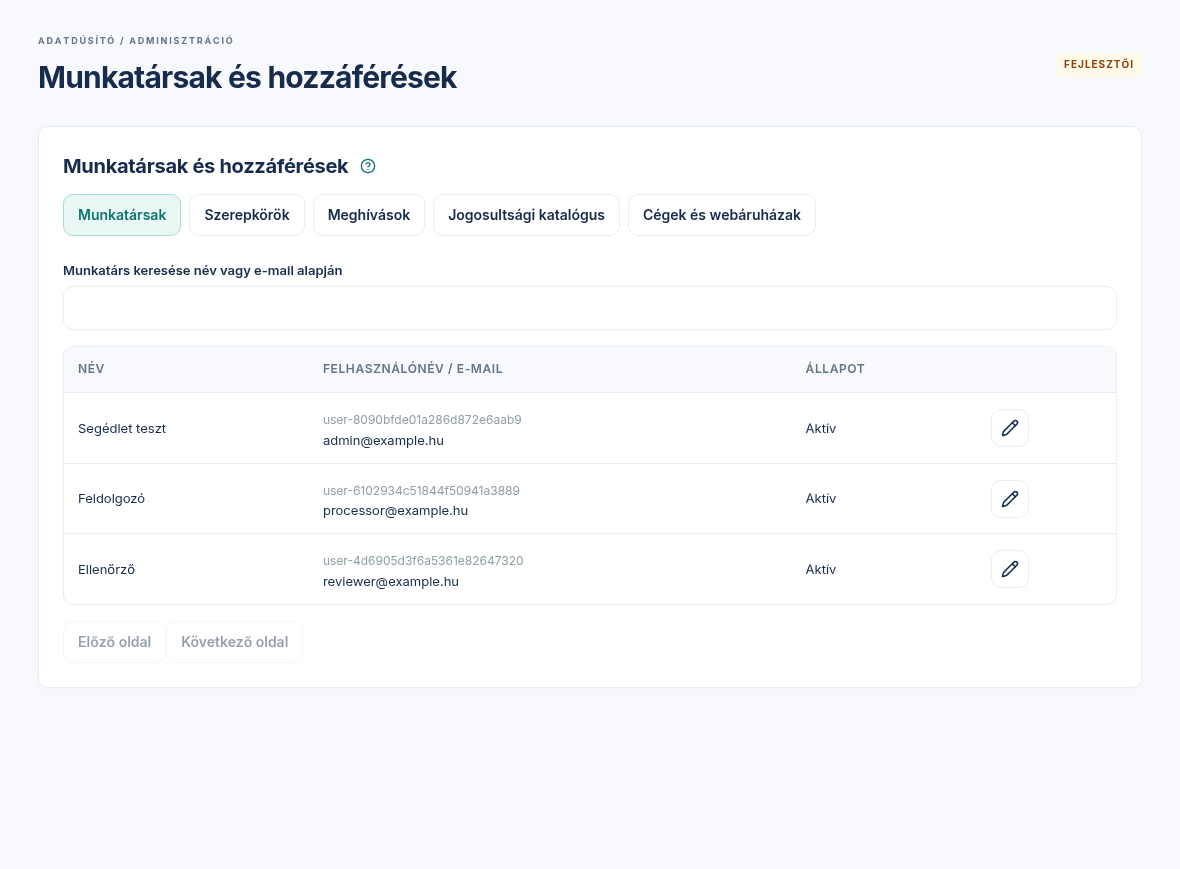 ADATDÚSÍTÓ / ADMINISZTRÁCIÓ
Munkatársak és hozzáférések
FEJLESZTŐI
Munkatársak és hozzáférések
Munkatársak Szerepkörök Meghívások Jogosultsági katalógus Cégek és webáruházak
Munkatárs keresése név vagy e-mail alapján
NÉV FELHASZNÁLÓNÉV / E-MAIL ÁLLAPOT
user-8090bfde01a286d872e6aab9
Segédlet teszt admin@example.hu Aktív
user-6102934c51844f50941a3889
Feldolgozó processor@example.hu Aktív
user-4d6905d3f6a5361e82647320
Ellenőrző reviewer@example.hu Aktív
Előző oldal Következő oldal